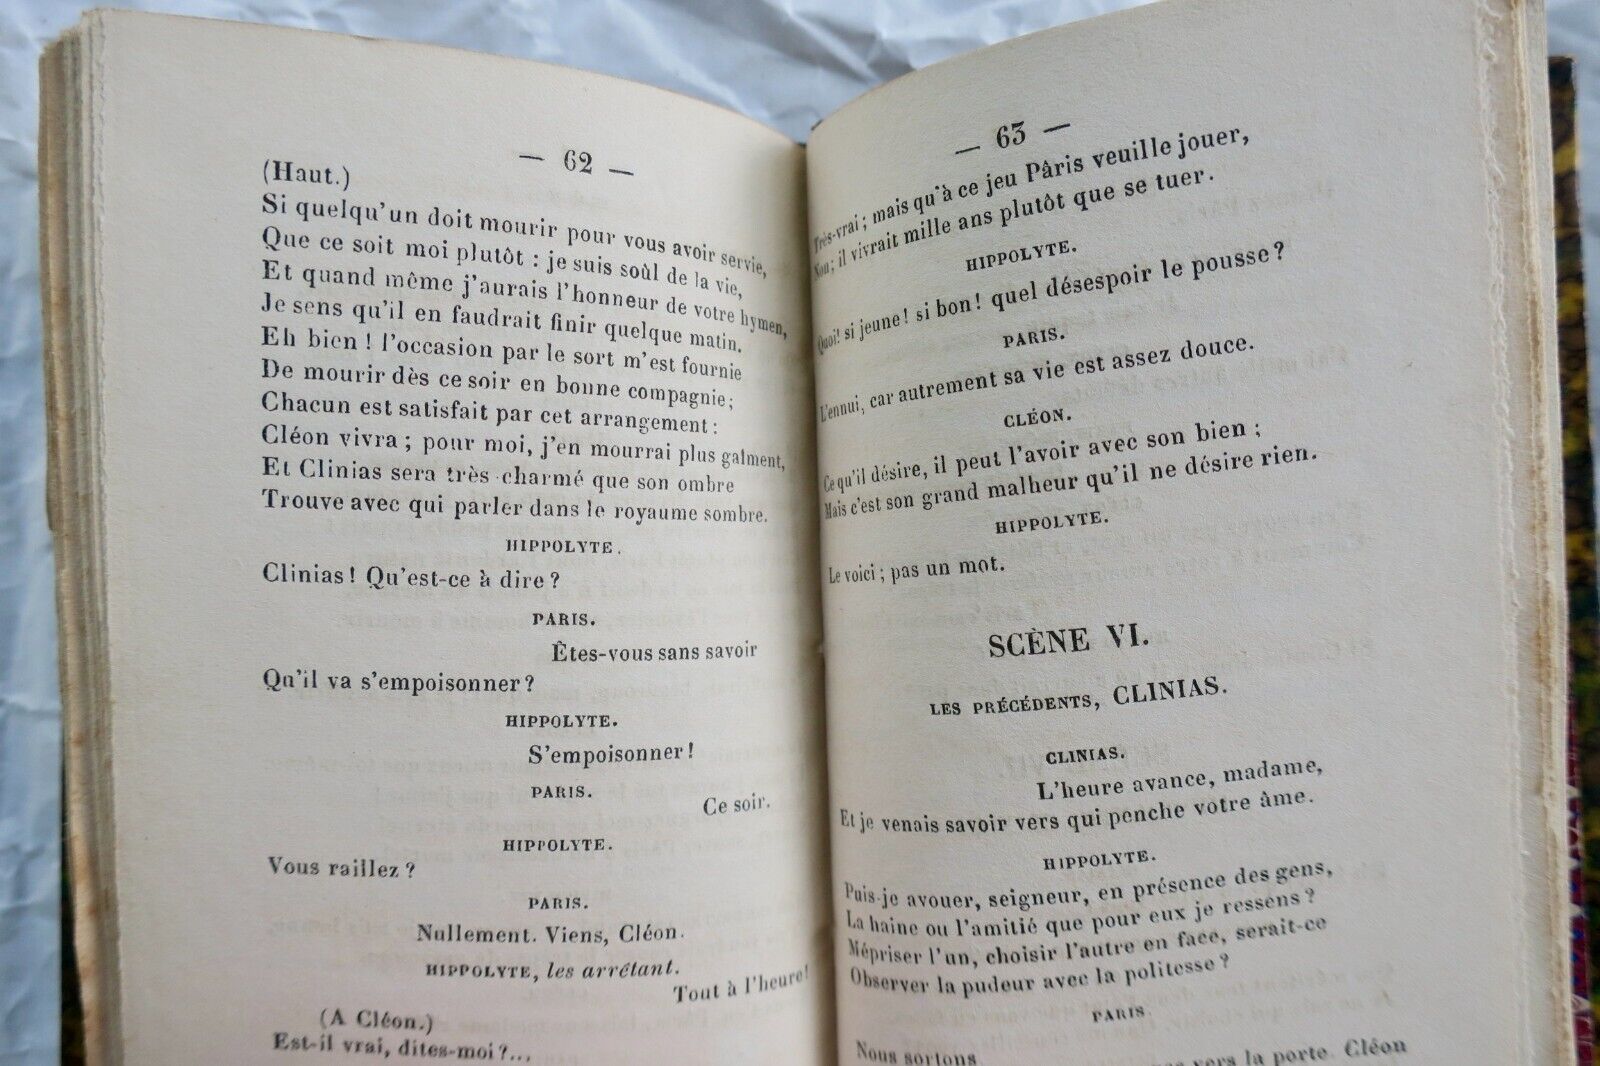 — 62 —
(Haut.)
Si quelqu'un doit mourir pour vous avoir servie,
Que ce soit moi plutôt : je suis soûl de la vie,
Et quand même j'aurais l'honneur de votre hymen,
Je sens qu'il en faudrait finir quelque matin.
Eh bien ! l'occasion par le sort m'est fournie
De mourir dès ce soir en bonne compagnie ;
Chacun est satisfait par cet arrangement :
Cléon vivra ; pour moi, j'en mourrai plus galment,
Et Clinias sera très charmé que son ombre
Trouve avec qui parler dans le royaume sombre.
HIPPOLYTE.
Clinias ! Qu'est-ce à dire ?
PARIS.
Êtes-vous sans savoir
Qu'il va s'empoisonner ?
HIPPOLYTE.
S'empoisonner !
PARIS.
Ce soir.
HIPPOLYTE.
Vous raillez ?
PARIS.
Nullement. Viens, Cléon.
HIPPOLYTE, les arrêtant.
Tout à l'heure !
(A Cléon.)
Est-il vrai, dites-moi ?...
— 63 —
Très-vrai ; mais qu'à ce jeu Pâris veuille jouer,
Non ; il vivrait mille ans plutôt que se tuer.
HIPPOLYTE.
Quoi ! si jeune ! si bon ! quel désespoir le pousse ?
PARIS.
L'ennui, car autrement sa vie est assez douce.
CLÉON.
Ce qu'il désire, il peut l'avoir avec son bien ;
Mais c'est son grand malheur qu'il ne désire rien.
HIPPOLYTE.
Le voici ; pas un mot.
SCÈNE VI.
LES PRÉCÉDENTS, CLINIAS.
CLINIAS.
L'heure avance, madame,
Et je venais savoir vers qui penche votre âme.
HIPPOLYTE.
Puis-je avouer, seigneur, en présence des gens,
La haine ou l'amitié que pour eux je ressens ?
Mépriser l'un, choisir l'autre en face, serait-ce
Observer la pudeur avec la politesse ?
PARIS.
Nous sortons.
vers la porte. Cléon